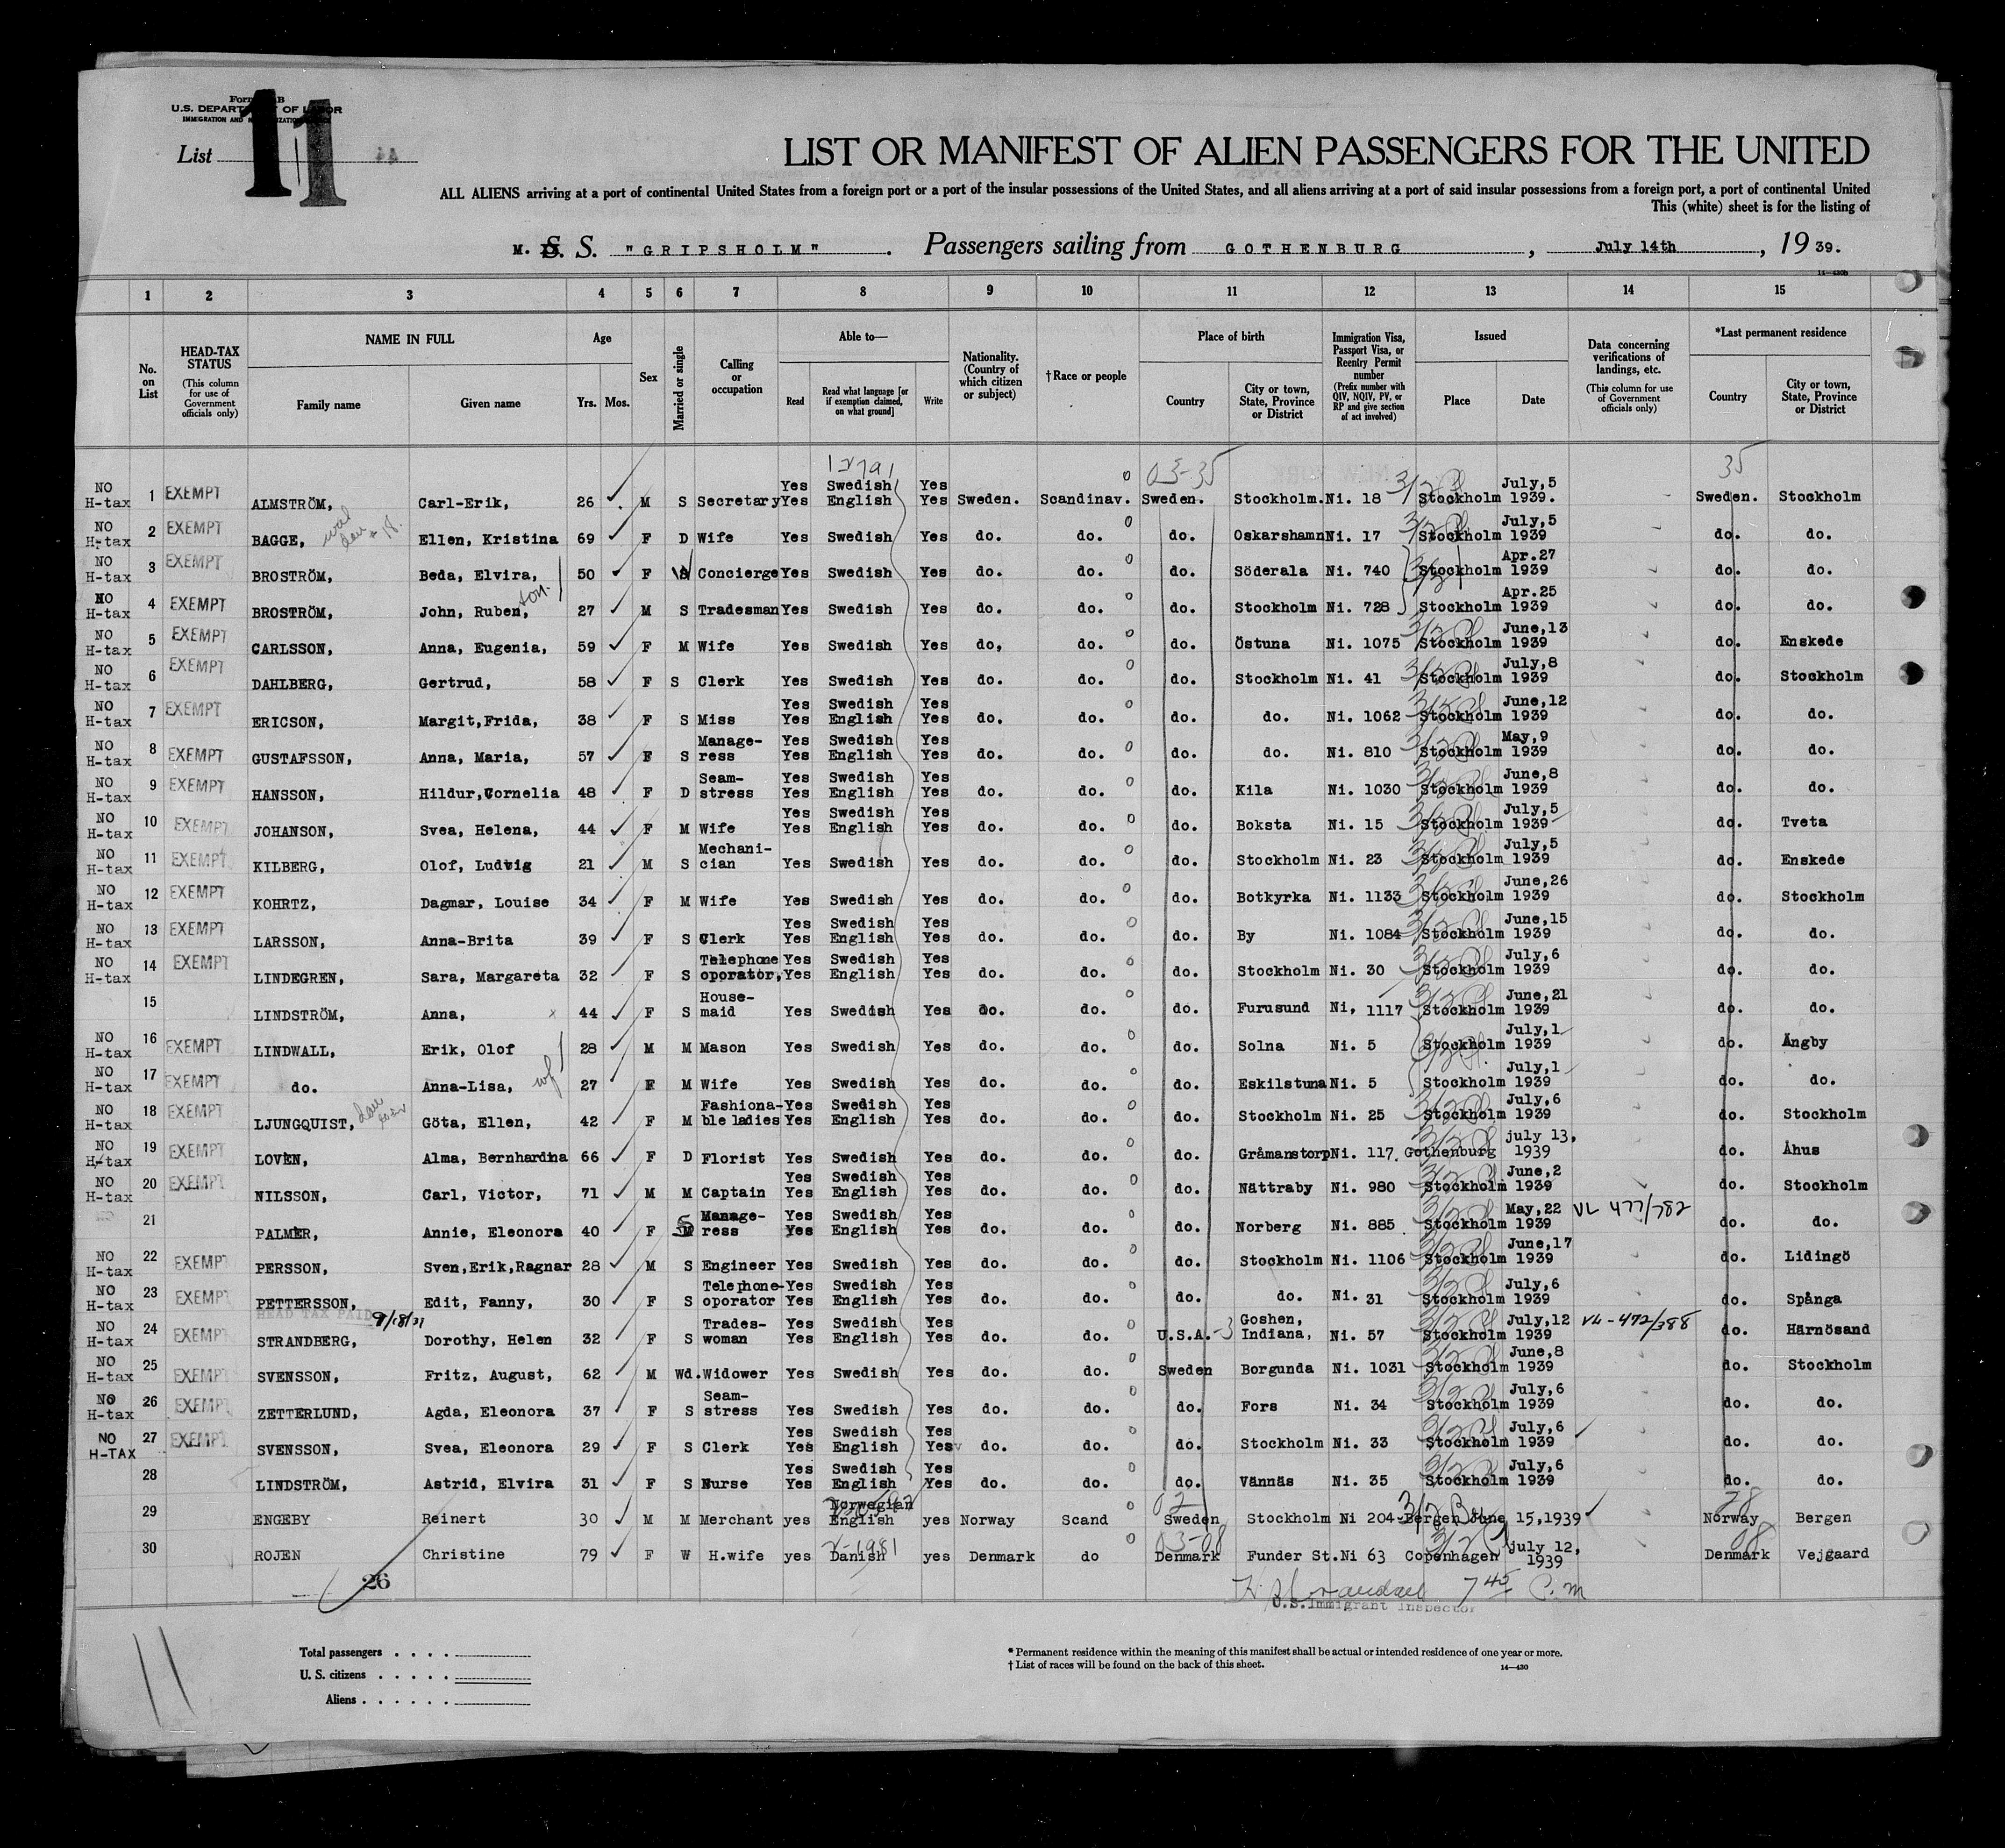 U.S. DEPARTMENT OF LABOR
List 11
LIST OR MANIFEST OF ALIEN PASSENGERS FOR THE UNITED
ALL ALIENS arriving at a port of continental United States from a foreign port or a port of the insular possessions of the United States, and all aliens arriving at a port of said insular possessions from a foreign port, a port of continental United
This (white) sheet is for the listing of
M. S. S. "GRIPSHOLM". Passengers sailing from GOTHENBURG, July 14th, 19 39.
14—430b
1 2 3 4 5 6 7 8 9 10 11 12 13 14 15
No. on List
HEAD-TAX STATUS (This column for use of Government officials only)
NAME IN FULL Family name Given name
Age Yrs. Mos.
Sex
Married or single
Calling or occupation
Able to— Read Read what language [or if exemption claimed, on what ground] Write
Nationality. (Country of which citizen or subject)
† Race or people
Place of birth Country City or town, State, Province or District
Immigration Visa, Passport Visa, or Reentry Permit number (Prefix number with QIV, NQIV, PV, or RP and give section of act involved)
Issued Place Date
Data concerning verifications of landings, etc. (This column for use of Government officials only)
*Last permanent residence Country City or town, State, Province or District
03-35 35
NO H-tax 1 EXEMPT ALMSTRÖM, Carl-Erik, 26 M S Secretary Yes Yes Swedish English Yes Yes Sweden. Scandinav. Sweden. Stockholm. Ni. 18 Stockholm July,5 1939. Sweden. Stockholm
NO H-tax 2 EXEMPT BAGGE, Ellen, Kristina 69 F D Wife Yes Swedish Yes do. do. do. Oskarshamn Ni. 17 Stockholm July,5 1939 do. do.
NO H-tax 3 EXEMPT BROSTRÖM, Beda, Elvira, 50 F W Concierge Yes Swedish Yes do. do. do. Söderala Ni. 740 Stockholm Apr.27 1939 do. do.
NO H-tax 4 EXEMPT BROSTRÖM, John, Ruben, son. 27 M S Tradesman Yes Swedish Yes do. do. do. Stockholm Ni. 728 Stockholm Apr.25 1939 do. do.
NO H-tax 5 EXEMPT CARLSSON, Anna, Eugenia, 59 F M Wife Yes Swedish Yes do, do. do. Östuna Ni. 1075 Stockholm June,13 1939 do. Enskede
NO H-tax 6 EXEMPT DAHLBERG, Gertrud, 58 F S Clerk Yes Swedish Yes do. do. do. Stockholm Ni. 41 Stockholm July,8 1939 do. Stockholm
NO H-tax 7 EXEMPT ERICSON, Margit,Frida, 38 F S Miss Yes Yes Swedish English Yes Yes do. do. do. do. Ni. 1062 Stockholm June,12 1939 do. do.
NO H-tax 8 EXEMPT GUSTAFSSON, Anna, Maria, 57 F S Manage-ress Yes Yes Swedish English Yes Yes do. do. do. do. Ni. 810 Stockholm May,9 1939 do. do.
NO H-tax 9 EXEMPT HANSSON, Hildur,Cornelia 48 F D Seam-stress Yes Yes Swedish English Yes Yes do. do. do. Kila Ni. 1030 Stockholm June,8 1939 do. do.
NO H-tax 10 EXEMPT JOHANSON, Svea, Helena, 44 F M Wife Yes Yes Swedish English Yes Yes do. do. do. Boksta Ni. 15 Stockholm July,5 1939 do. Tveta
NO H-tax 11 EXEMPT KILBERG, Olof, Ludvig 21 M S Mechani-cian Yes Swedish Yes do. do. do. Stockholm Ni. 23 Stockholm July,5 1939 do. Enskede
NO H-tax 12 EXEMPT KOHRTZ, Dagmar, Louise 34 F M Wife Yes Swedish Yes do. do. do. Botkyrka Ni. 1133 Stockholm June,26 1939 do. Stockholm
NO H-tax 13 EXEMPT LARSSON, Anna-Brita 39 F S Clerk Yes Yes Swedish English Yes Yes do. do. do. By Ni. 1084 Stockholm June,15 1939 do. do.
NO H-tax 14 EXEMPT LINDEGREN, Sara, Margareta 32 F S Telephone oporator, Yes Yes Swedish English Yes Yes do. do. do. Stockholm Ni. 30 Stockholm July,6 1939 do. do.
15 LINDSTRÖM, Anna, x 44 F S House-maid Yes Swedish Yes do. do. do. Furusund Ni, 1117 Stockholm June,21 1939 do. do.
NO H-tax 16 EXEMPT LINDWALL, Erik, Olof 28 M M Mason Yes Swedish Yes do. do. do. Solna Ni. 5 Stockholm July,1 1939 do. Ängby
NO H-tax 17 EXEMPT do. Anna-Lisa, wf 27 F M Wife Yes Swedish Yes do. do. do. Eskilstuna Ni. 5 Stockholm July,1 1939 do. do.
NO H-tax 18 EXEMPT LJUNGQUIST, Göta, Ellen, 42 F M Fashiona-ble ladies Yes Yes Swedish English Yes Yes do. do. do. Stockholm Ni. 25 Stockholm July,6 1939 do. Stockholm
NO H-tax 19 EXEMPT LOVEN, Alma, Bernhardina 66 F D Florist Yes Swedish Yes do. do. do. Gråmanstorp Ni. 117 Gothenburg july 13, 1939 do. Åhus
NO H-tax 20 EXEMPT NILSSON, Carl, Victor, 71 M M Captain Yes Yes Swedish English Yes Yes do. do. do. Nättraby Ni. 980 Stockholm June,2 1939 do. Stockholm
21 PALMER, Annie, Eleonora 40 F S M Manage-ress Yes Yes Swedish English Yes Yes do. do. do. Norberg Ni. 885 Stockholm May,22 1939 VL 477/782 do. do.
NO H-tax 22 EXEMPT PERSSON, Sven,Erik,Ragnar 28 M S Engineer Yes Swedish Yes do. do. do. Stockholm Ni. 1106 Stockholm June,17 1939 do. Lidingö
NO H-tax 23 EXEMPT PETTERSSON, Edit, Fanny, 30 F S Telephone-oporator Yes Yes Swedish English Yes Yes do. do. do. do. Ni. 31 Stockholm July,6 1939 do. Spånga
HEAD TAX PAID 9/18/31
NO H-tax 24 EXEMPT STRANDBERG, Dorothy, Helen 32 F S Trades-woman Yes Yes Swedish English Yes Yes do. do. U.S.A.-3 Goshen, Indiana, Ni. 57 Stockholm July,12 1939 VL-472/388 do. Härnösand
NO H-tax 25 EXEMPT SVENSSON, Fritz, August, 62 M Wd. Widower Yes Swedish Yes do. do. Sweden Borgunda Ni. 1031 Stockholm June,8 1939 do. Stockholm
NO H-tax 26 EXEMPT ZETTERLUND, Agda, Eleonora 37 F S Seam-stress Yes Swedish Yes do. do. do. Fors Ni. 34 Stockholm July,6 1939 do. do.
NO H-TAX 27 EXEMPT SVENSSON, Svea, Eleonora 29 F S Clerk Yes Yes Swedish English Yes Yes do. do. do. Stockholm Ni. 33 Stockholm July,6 1939 do. do.
28 LINDSTRÖM, Astrid, Elvira 31 F S Nurse Yes Yes Swedish English Yes Yes do. do. do. Vännäs Ni. 35 Stockholm July,6 1939 do. do.
29 ENGEBY Reinert 30 M M Merchant yes Norwegian English yes Norway Scand Sweden Stockholm Ni 204 Bergen June 15,1939 Norway Bergen
30 ROJEN Christine 79 F W H.wife yes Danish yes Denmark do Denmark Funder St. Ni 63 Copenhagen july 12, 1939 Denmark Vejgaard
26
7 45 P.m
U.S. Immigrant Inspector
11
Total passengers
U. S. citizens
Aliens
* Permanent residence within the meaning of this manifest shall be actual or intended residence of one year or more.
† List of races will be found on the back of this sheet.
14—430